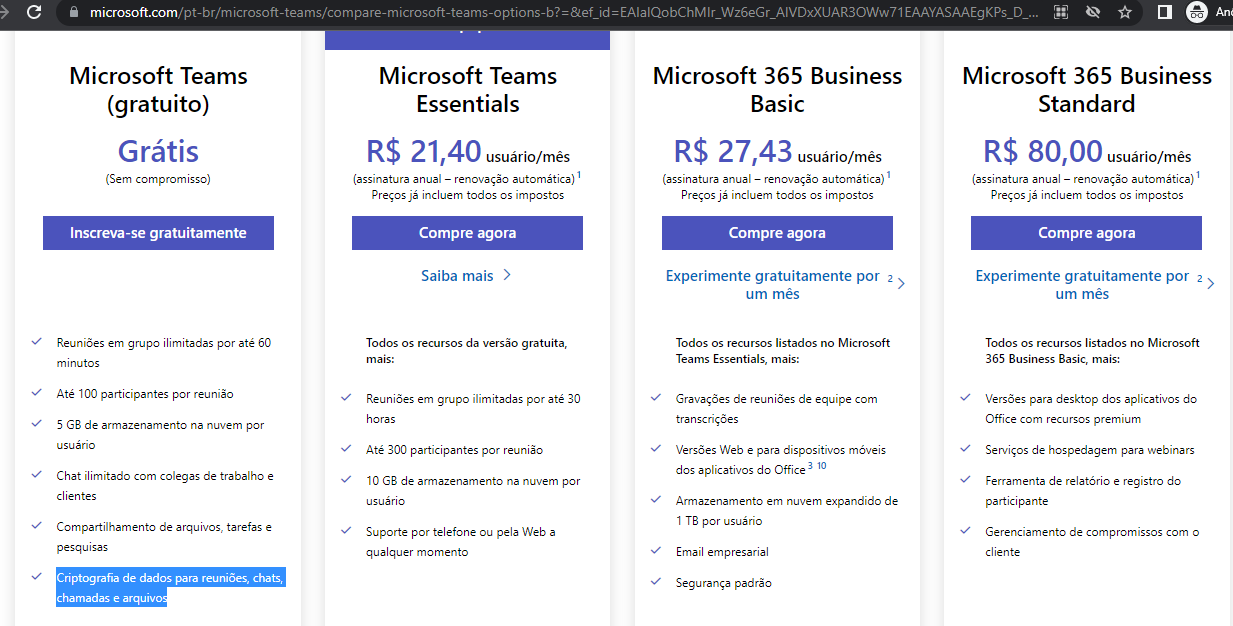 microsoft.com/pt-br/microsoft-teams/compare-microsoft-teams-options-b?=&ef_id=EAIaIQobChMIr_Wz6eGr_AIVDxXUAR3OWw71EAAYASAAEgKPs_D_...
Microsoft Teams
(gratuito)
Grátis
(Sem compromisso)
Inscreva-se gratuitamente
Reuniões em grupo ilimitadas por até 60
minutos
Até 100 participantes por reunião
5 GB de armazenamento na nuvem por
usuário
Chat ilimitado com colegas de trabalho e
clientes
Compartilhamento de arquivos, tarefas e
pesquisas
Criptografia de dados para reuniões, chats,
chamadas e arquivos
Microsoft Teams
Essentials
R$ 21,40 usuário/mês
(assinatura anual – renovação automática) 1
Preços já incluem todos os impostos
Compre agora
Saiba mais
Todos os recursos da versão gratuita,
mais:
Reuniões em grupo ilimitadas por até 30
horas
Até 300 participantes por reunião
10 GB de armazenamento na nuvem por
usuário
Suporte por telefone ou pela Web a
qualquer momento
Microsoft 365 Business
Basic
R$ 27,43 usuário/mês
(assinatura anual – renovação automática) 1
Preços já incluem todos os impostos
Compre agora
Experimente gratuitamente por 2
um mês
Todos os recursos listados no Microsoft
Teams Essentials, mais:
Gravações de reuniões de equipe com
transcrições
Versões Web e para dispositivos móveis
dos aplicativos do Office 3 10
Armazenamento em nuvem expandido de
1 TB por usuário
Email empresarial
Segurança padrão
Microsoft 365 Business
Standard
R$ 80,00 usuário/mês
(assinatura anual – renovação automática) 1
Preços já incluem todos os impostos
Compre agora
Experimente gratuitamente por 2
um mês
Todos os recursos listados no Microsoft
365 Business Basic, mais:
Versões para desktop dos aplicativos do
Office com recursos premium
Serviços de hospedagem para webinars
Ferramenta de relatório e registro do
participante
Gerenciamento de compromissos com o
cliente